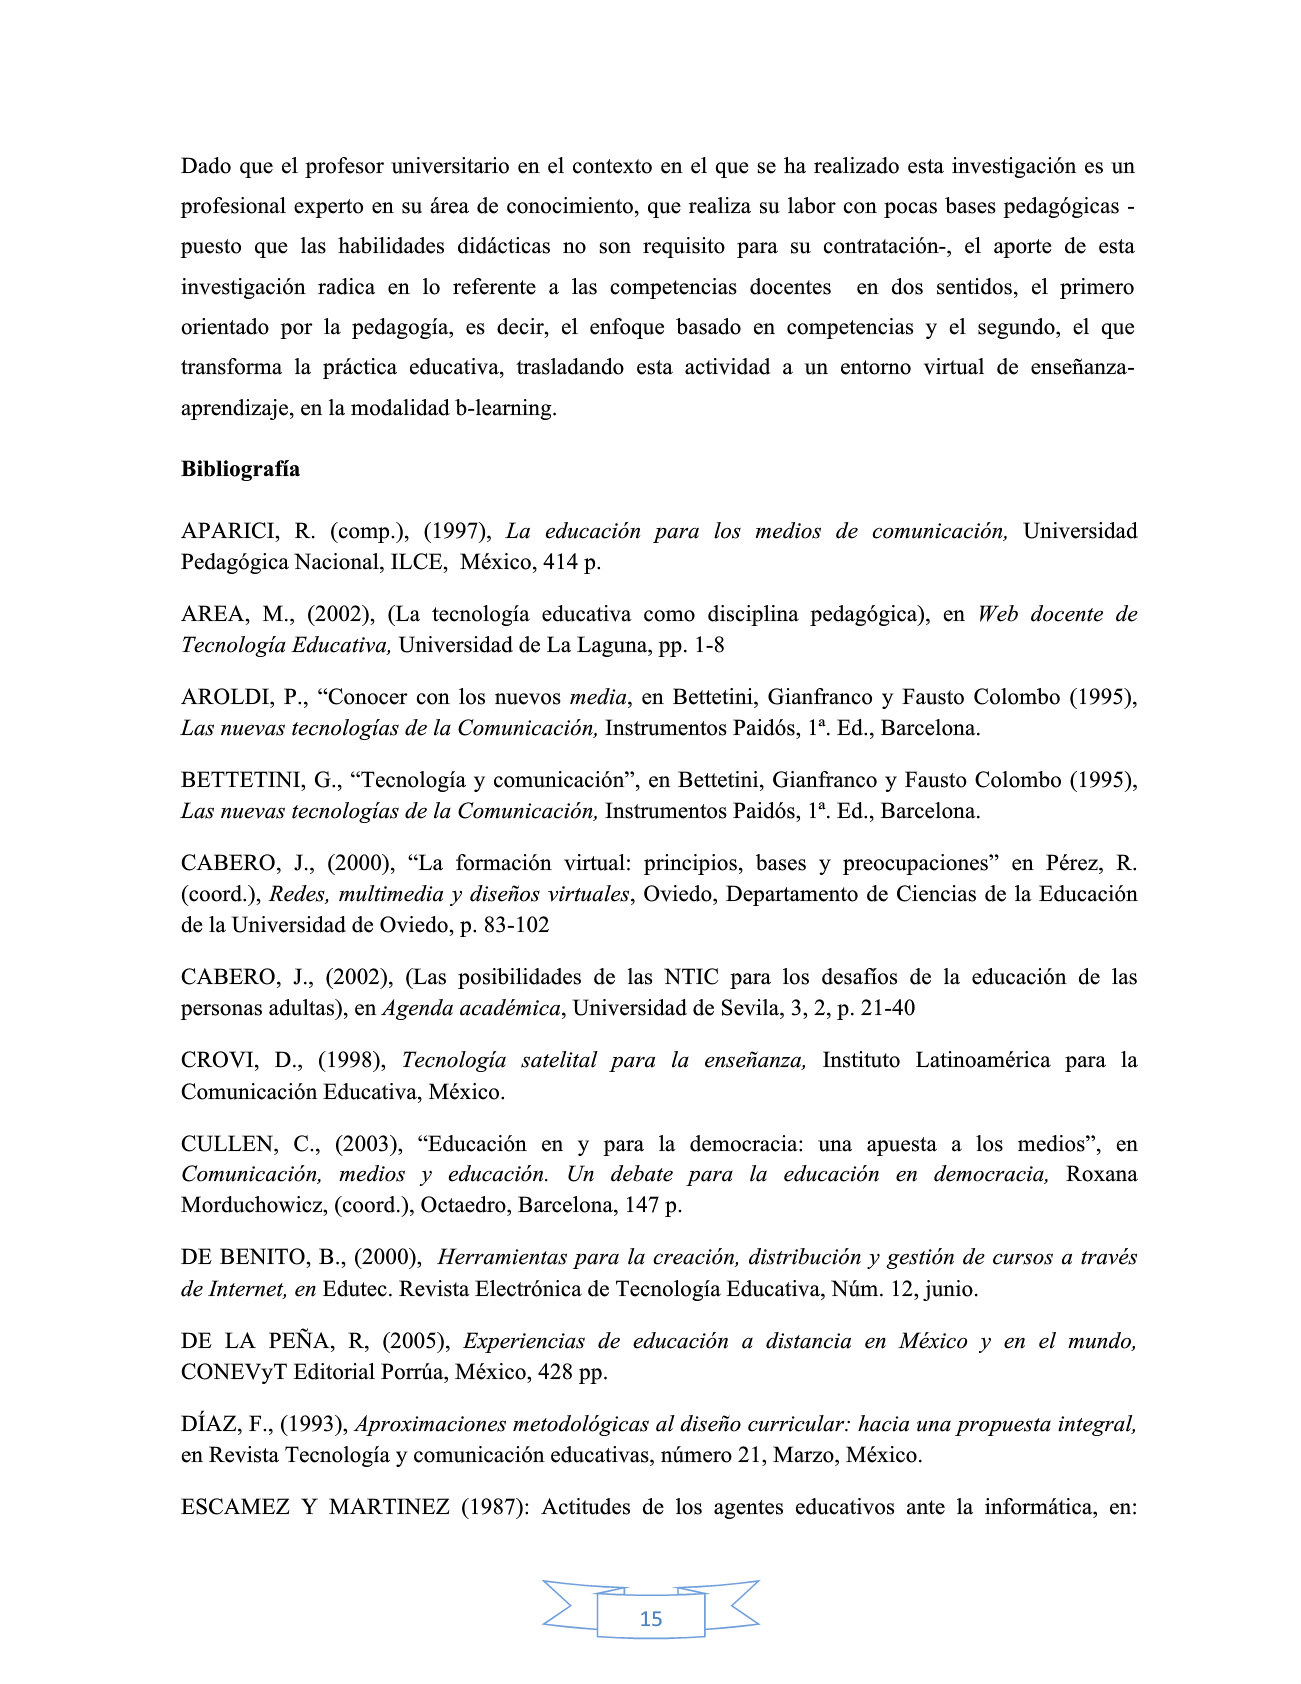 Dado que el profesor universitario en el contexto en el que se ha realizado esta investigación es un
profesional experto en su área de conocimiento, que realiza su labor con pocas bases pedagógicas -
puesto que las habilidades didácticas no son requisito para su contratación-, el aporte de esta
investigación radica en lo referente a las competencias docentes  en dos sentidos, el primero
orientado por la pedagogía, es decir, el enfoque basado en competencias y el segundo, el que
transforma la práctica educativa, trasladando esta actividad a un entorno virtual de enseñanza-
aprendizaje, en la modalidad b-learning.
Bibliografía
APARICI, R. (comp.), (1997), La educación para los medios de comunicación, Universidad
Pedagógica Nacional, ILCE,  México, 414 p.
AREA, M., (2002), (La tecnología educativa como disciplina pedagógica), en Web docente de
Tecnología Educativa, Universidad de La Laguna, pp. 1-8
AROLDI, P., “Conocer con los nuevos media, en Bettetini, Gianfranco y Fausto Colombo (1995),
Las nuevas tecnologías de la Comunicación, Instrumentos Paidós, 1ª. Ed., Barcelona.
BETTETINI, G., “Tecnología y comunicación”, en Bettetini, Gianfranco y Fausto Colombo (1995),
Las nuevas tecnologías de la Comunicación, Instrumentos Paidós, 1ª. Ed., Barcelona.
CABERO, J., (2000), “La formación virtual: principios, bases y preocupaciones” en Pérez, R.
(coord.), Redes, multimedia y diseños virtuales, Oviedo, Departamento de Ciencias de la Educación
de la Universidad de Oviedo, p. 83-102
CABERO, J., (2002), (Las posibilidades de las NTIC para los desafíos de la educación de las
personas adultas), en Agenda académica, Universidad de Sevilla, 3, 2, p. 21-40
CROVI, D., (1998), Tecnología satelital para la enseñanza, Instituto Latinoamérica para la
Comunicación Educativa, México.
CULLEN, C., (2003), “Educación en y para la democracia: una apuesta a los medios”, en
Comunicación, medios y educación. Un debate para la educación en democracia, Roxana
Morduchowicz, (coord.), Octaedro, Barcelona, 147 p.
DE BENITO, B., (2000),  Herramientas para la creación, distribución y gestión de cursos a través
de Internet, en Edutec. Revista Electrónica de Tecnología Educativa, Núm. 12, junio.
DE LA PEÑA, R, (2005), Experiencias de educación a distancia en México y en el mundo,
CONEVyT Editorial Porrúa, México, 428 pp.
DÍAZ, F., (1993), Aproximaciones metodológicas al diseño curricular: hacia una propuesta integral,
en Revista Tecnología y comunicación educativas, número 21, Marzo, México.
ESCAMEZ Y MARTINEZ (1987): Actitudes de los agentes educativos ante la informática, en:
15